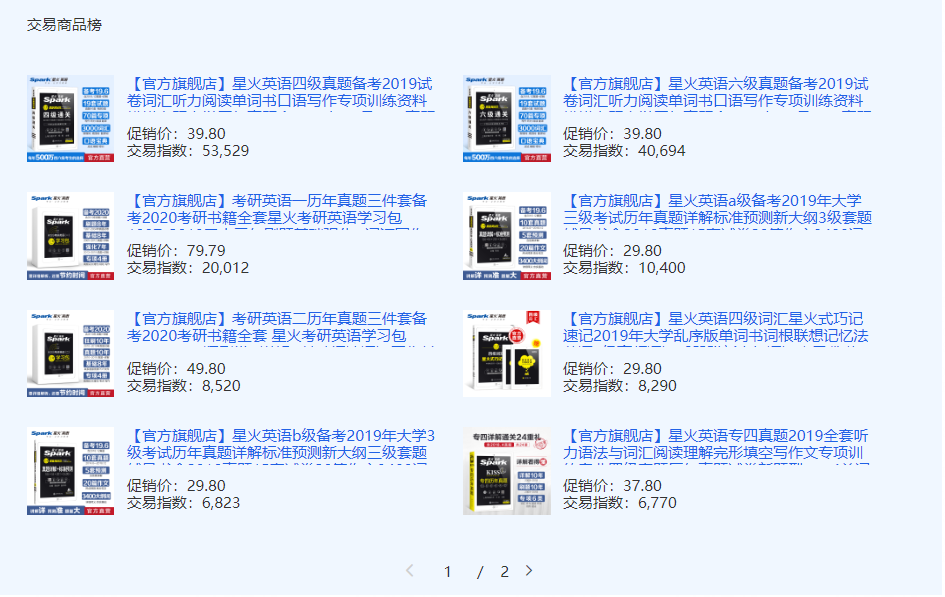 交易商品榜
【官方旗舰店】星火英语四级真题备考2019试
卷词汇听力阅读单词书口语写作专项训练资料
促销价：39.80
交易指数：53,529
【官方旗舰店】星火英语六级真题备考2019试
卷词汇听力阅读单词书口语写作专项训练资料
促销价：39.80
交易指数：40,694
【官方旗舰店】考研英语一历年真题三件套备
考2020考研书籍全套星火考研英语学习包
促销价：79.79
交易指数：20,012
【官方旗舰店】星火英语a级备考2019年大学
三级考试历年真题详解标准预测新大纲3级套题
促销价：29.80
交易指数：10,400
【官方旗舰店】考研英语二历年真题三件套备
考2020考研书籍全套 星火考研英语学习包
促销价：49.80
交易指数：8,520
【官方旗舰店】星火英语四级词汇星火式巧记
速记2019年大学乱序版单词书词根联想记忆法
促销价：29.80
交易指数：8,290
【官方旗舰店】星火英语b级备考2019年大学3
级考试历年真题详解标准预测新大纲三级套题
促销价：29.80
交易指数：6,823
【官方旗舰店】星火英语专四真题2019全套听
力语法与词汇阅读理解完形填空写作文专项训
促销价：37.80
交易指数：6,770
1 / 2